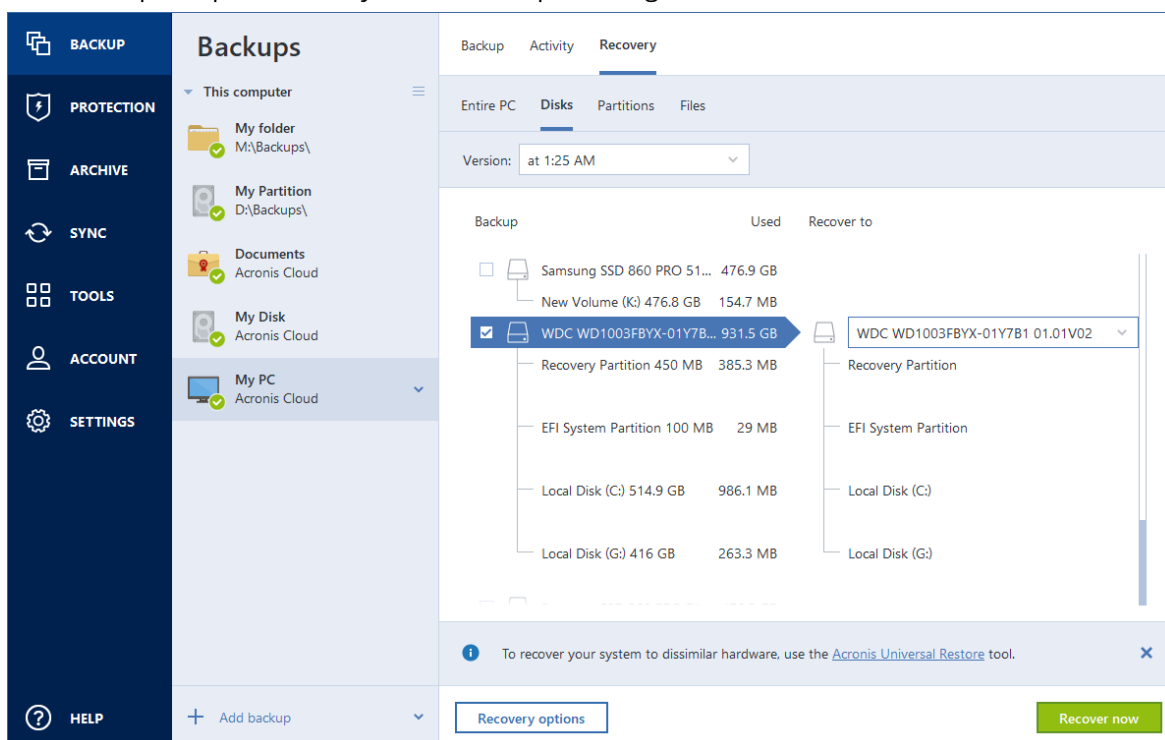 BACKUP
PROTECTION
ARCHIVE
SYNC
TOOLS
ACCOUNT
SETTINGS
HELP
Backups
This computer
My folder
M:\Backups\
My Partition
D:\Backups\
Documents
Acronis Cloud
My Disk
Acronis Cloud
My PC
Acronis Cloud
Add backup
Backup Activity Recovery
Entire PC Disks Partitions Files
Version: at 1:25 AM
Backup Used Recover to
Samsung SSD 860 PRO 51... 476.9 GB
New Volume (K:) 476.8 GB 154.7 MB
WDC WD1003FBYX-01Y7B... 931.5 GB WDC WD1003FBYX-01Y7B1 01.01V02
Recovery Partition 450 MB 385.3 MB Recovery Partition
EFI System Partition 100 MB 29 MB EFI System Partition
Local Disk (C:) 514.9 GB 986.1 MB Local Disk (C:)
Local Disk (G:) 416 GB 263.3 MB Local Disk (G:)
To recover your system to dissimilar hardware, use the Acronis Universal Restore tool.
Recovery options Recover now